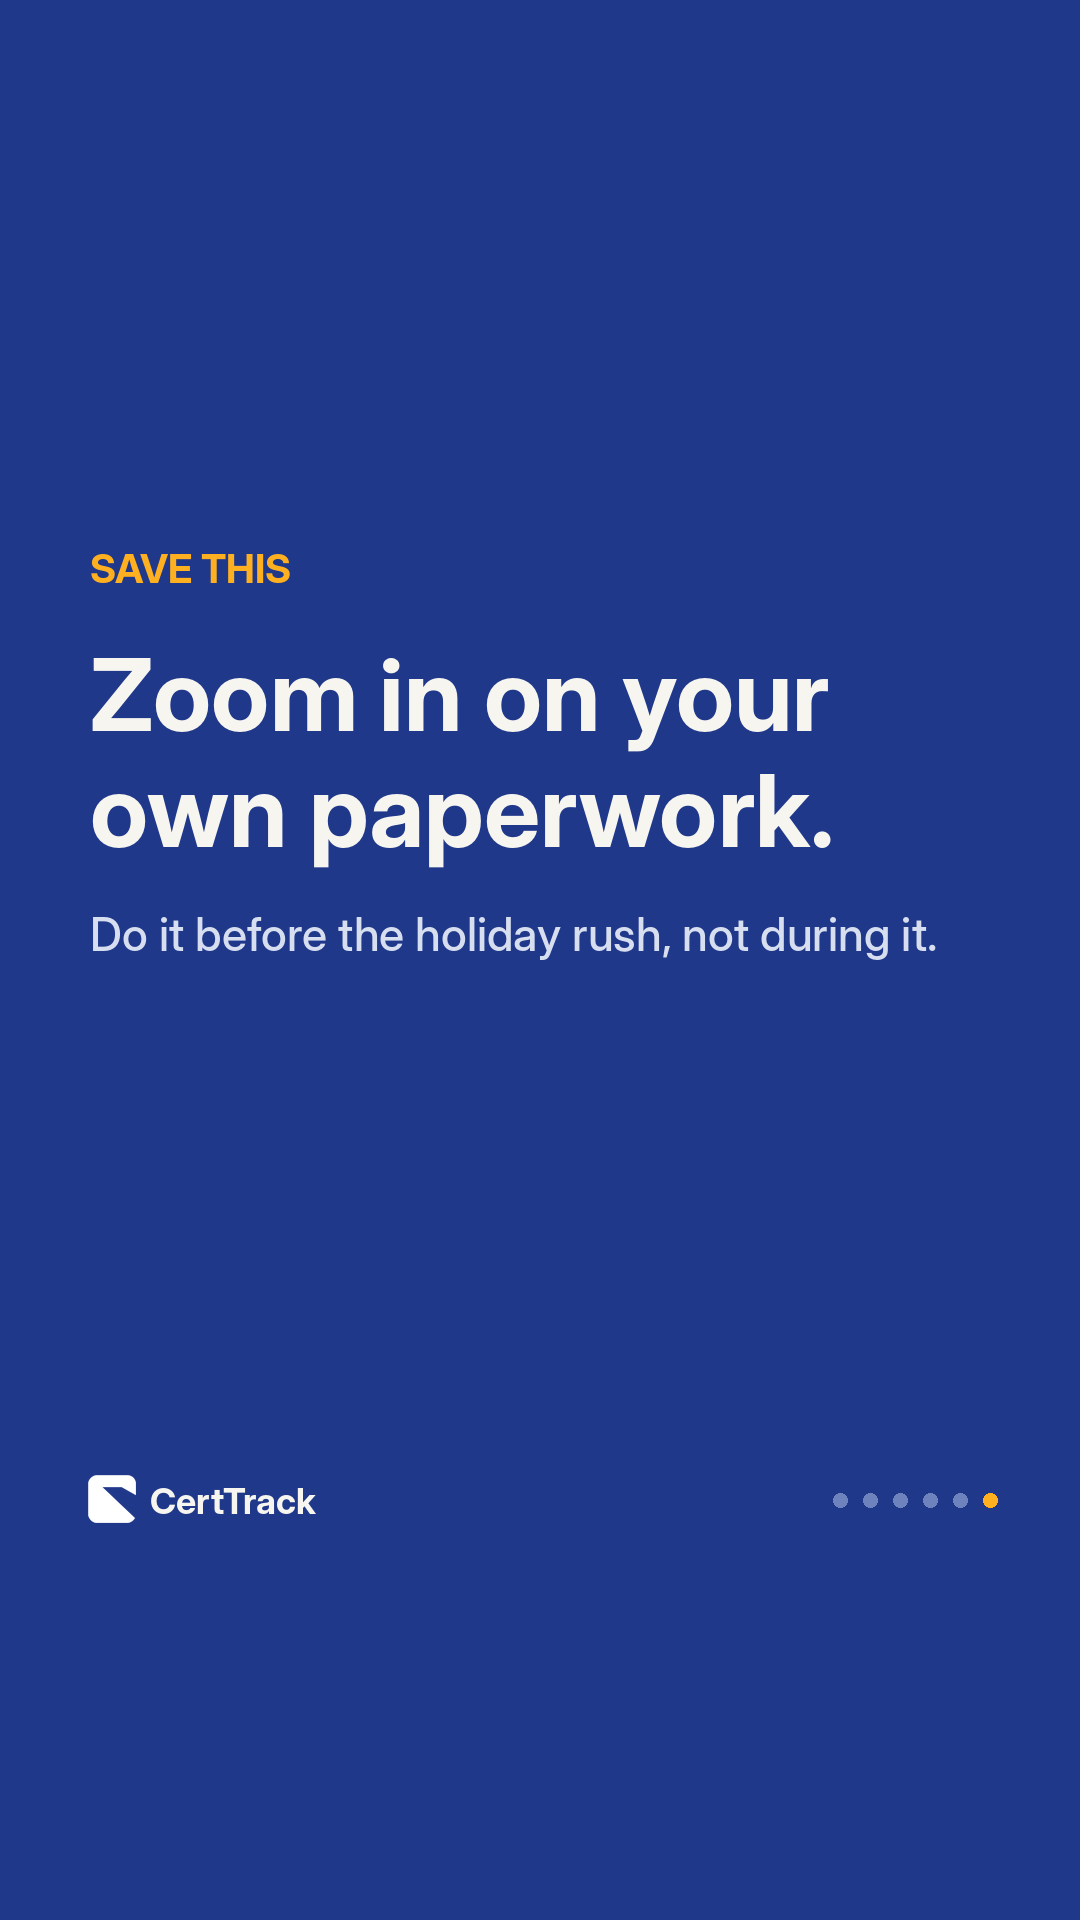 SAVE THIS
Zoom in on your
own paperwork.
Do it before the holiday rush, not during it.
CertTrack